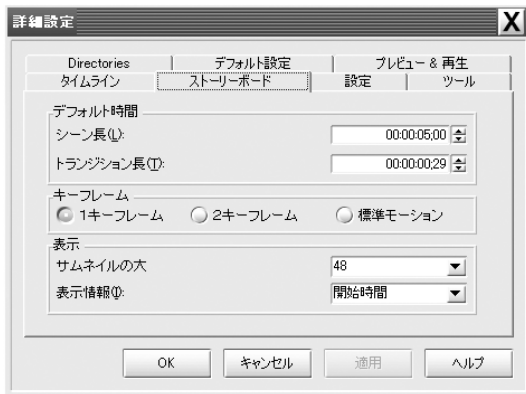 詳細設定 X
Directories デフォルト設定 プレビュー & 再生
タイムライン ストーリーボード 設定 ツール
デフォルト時間
シーン長(L): 00:00:05;00
トランジション長(T): 00:00:00;29
キーフレーム
1キーフレーム 2キーフレーム 標準モーション
表示
サムネイルの大 48
表示情報(I): 開始時間
OK キャンセル 適用 ヘルプ